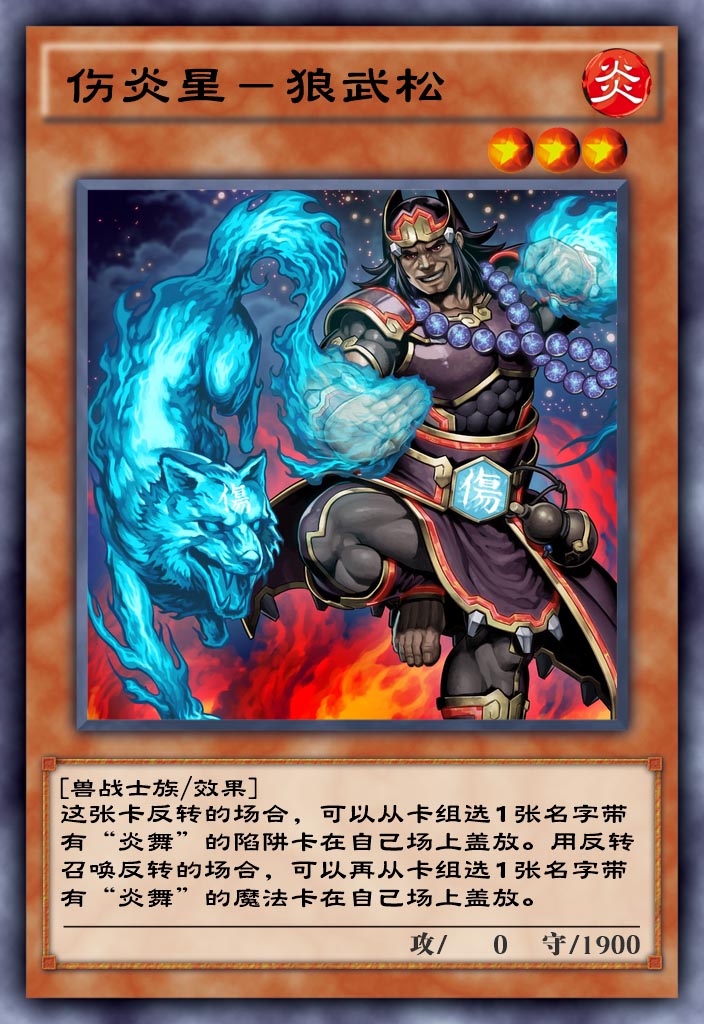 伤炎星－狼武松
炎
傷
傷
[兽战士族/效果]
这张卡反转的场合，可以从卡组选1张名字带
有“炎舞”的陷阱卡在自己场上盖放。用反转
召唤反转的场合，可以再从卡组选1张名字带
有“炎舞”的魔法卡在自己场上盖放。
攻/ 0 守/1900